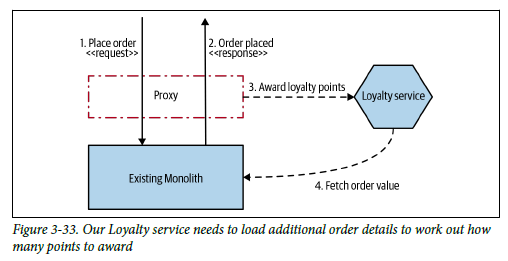 1. Place order
<<request>>
2. Order placed
<<response>>
Proxy
3. Award loyalty points
Loyalty service
Existing Monolith
4. Fetch order value
Figure 3-33. Our Loyalty service needs to load additional order details to work out how
many points to award